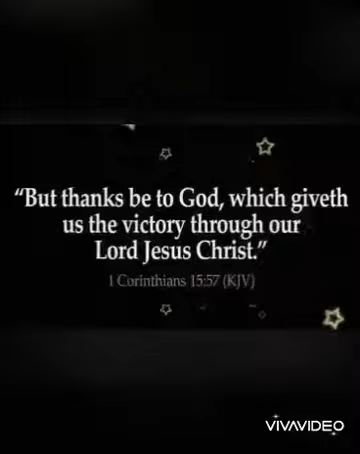 “But thanks be to God, which giveth
us the victory through our
Lord Jesus Christ.”
1 Corinthians 15:57 (KJV)
VIVAVIDEO